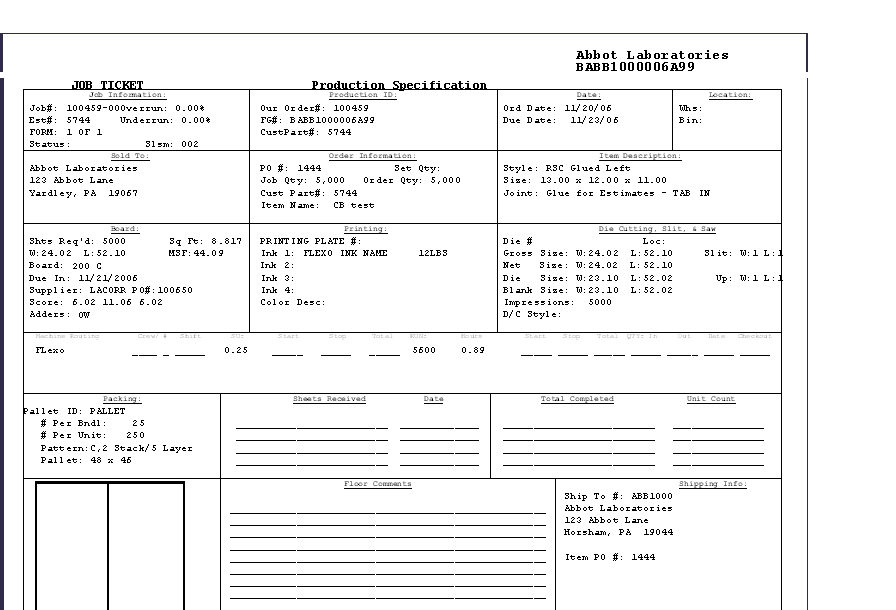 Abbot Laboratories
BABB1000006A99
JOB TICKET Production Specification
Job Information: Production ID: Date: Location:
Job#: 100459-000verrun: 0.00% Our Order#: 100459 Ord Date: 11/20/06 Whs:
Est#: 5744 Underrun: 0.00% FG#: BABB1000006A99 Due Date: 11/23/06 Bin:
FORM: 1 OF 1 CustPart#: 5744
Status: Slsm: 002
Sold To: Order Information: Item Description:
Abbot Laboratories PO #: 1444 Set Qty: Style: RSC Glued Left
123 Abbot Lane Job Qty: 5,000 Order Qty: 5,000 Size: 13.00 x 12.00 x 11.00
Yardley, PA 19067 Cust Part#: 5744 Joint: Glue for Estimates - TAB IN
Item Name: CB test
Board: Printing: Die Cutting, Slit, & Saw
Shts Req'd: 5000 Sq Ft: 8.817 PRINTING PLATE #: Die # Loc:
W:24.02 L:52.10 MSF:44.09 Ink 1: FLEXO INK NAME 12LBS Gross Size: W:24.02 L:52.10 Slit: W:1 L:1
Board: 200 C Ink 2: Net Size: W:24.02 L:52.10
Due In: 11/21/2006 Ink 3: Die Size: W:23.10 L:52.02 Up: W:1 L:1
Supplier: LACORR PO#:100650 Ink 4: Blank Size: W:23.10 L:52.02
Score: 6.02 11.06 6.02 Color Desc: Impressions: 5000
Adders: OW D/C Style:
Machine Routing Crew/ # Shift SU: Start Stop Total RUN: Hours Start Stop Total QTY: In Out Date Checkout
FLexo 0.25 5600 0.89
Packing: Sheets Received Date Total Completed Unit Count
Pallet ID: PALLET
# Per Bndl: 25
# Per Unit: 250
Pattern:C,2 Stack/5 Layer
Pallet: 48 x 46
Floor Comments Shipping Info:
Ship To #: ABB1000
Abbot Laboratories
123 Abbot Lane
Horsham, PA 19044
Item PO #: 1444